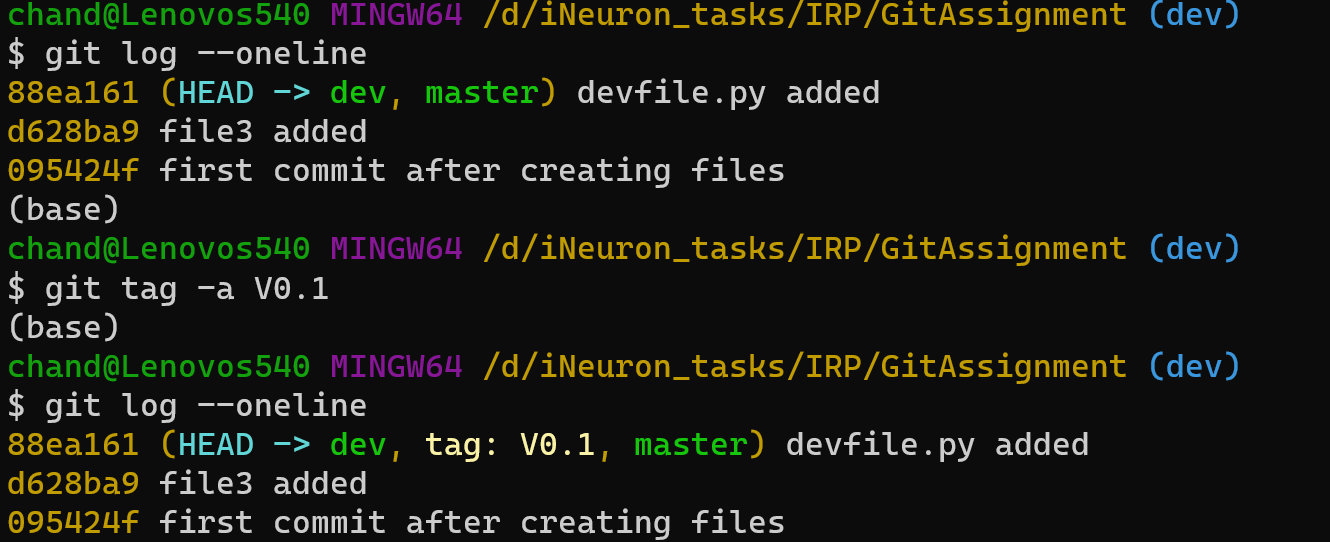 chand@Lenovos540 MINGW64 /d/iNeuron_tasks/IRP/GitAssignment (dev)
$ git log --oneline
88ea161 (HEAD -> dev, master) devfile.py added
d628ba9 file3 added
095424f first commit after creating files
(base)
chand@Lenovos540 MINGW64 /d/iNeuron_tasks/IRP/GitAssignment (dev)
$ git tag -a V0.1
(base)
chand@Lenovos540 MINGW64 /d/iNeuron_tasks/IRP/GitAssignment (dev)
$ git log --oneline
88ea161 (HEAD -> dev, tag: V0.1, master) devfile.py added
d628ba9 file3 added
095424f first commit after creating files